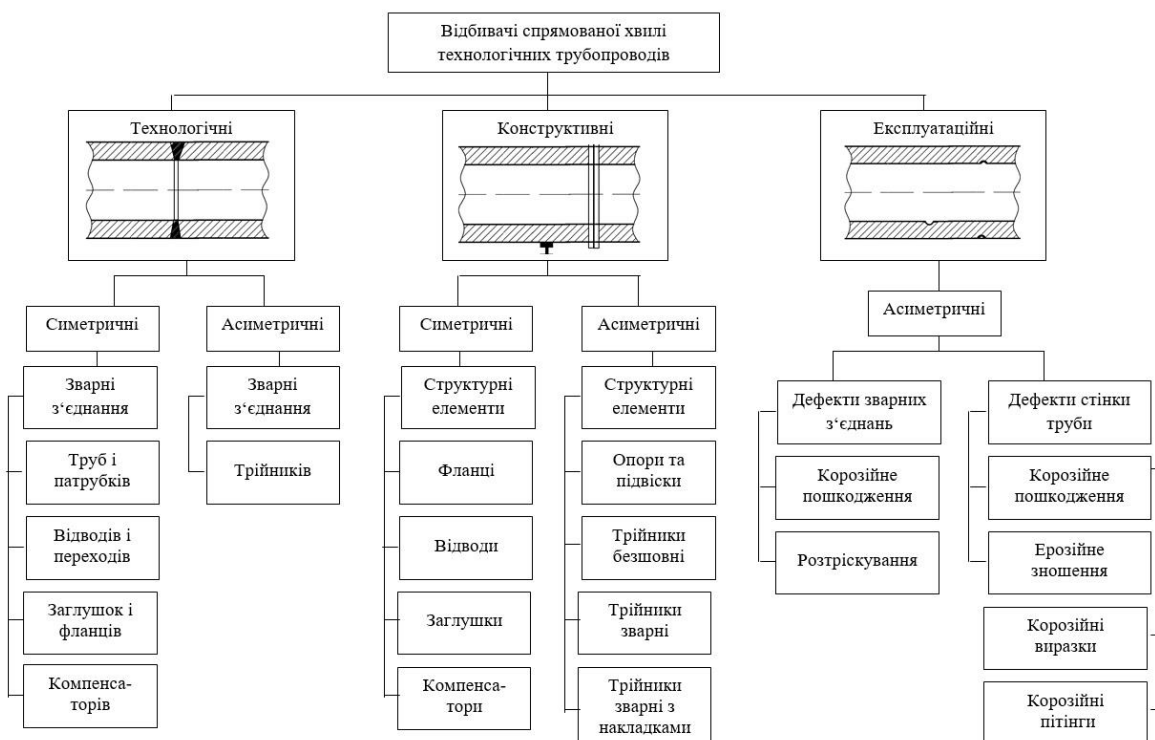 Відбивачі спрямованої хвилі
технологічних трубопроводів
Технологічні
Конструктивні
Експлуатаційні
Симетричні
Асиметричні
Симетричні
Асиметричні
Асиметричні
Зварні
з‘єднання
Труб і
патрубків
Відводів і
переходів
Заглушок і
фланців
Компенса-
торів
Зварні
з‘єднання
Трійників
Структурні
елементи
Фланці
Відводи
Заглушки
Компенса-
тори
Структурні
елементи
Опори та
підвіски
Трійники
безшовні
Трійники
зварні
Трійники
зварні з
накладками
Дефекти зварних
з‘єднань
Корозійне
пошкодження
Розтріскування
Дефекти стінки
труби
Корозійне
пошкодження
Ерозійне
зношення
Корозійні
виразки
Корозійні
пітінги